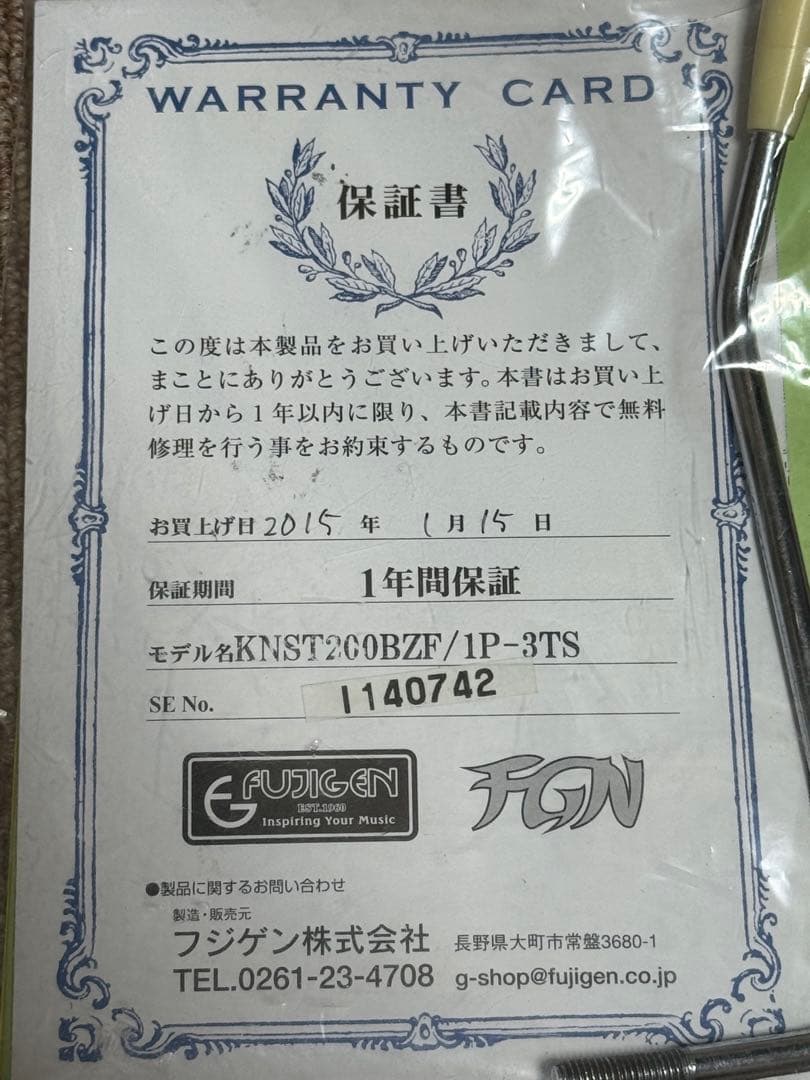 WARRANTY CARD
保証書
この度は本製品をお買い上げいただきまして、
まことにありがとうございます。本書はお買い上
げ日から1年以内に限り、本書記載内容で無料
修理を行う事をお約束するものです。
お買上げ日 2015 年 1 月 15 日
保証期間 1年間保証
モデル名 KNST200BZF/1P-3TS
SE No. I140742
FUJIGEN
EST.1960
Inspiring Your Music
FGN
●製品に関するお問い合わせ
製造・販売元
フジゲン株式会社 長野県大町市常盤3680-1
TEL.0261-23-4708 g-shop@fujigen.co.jp